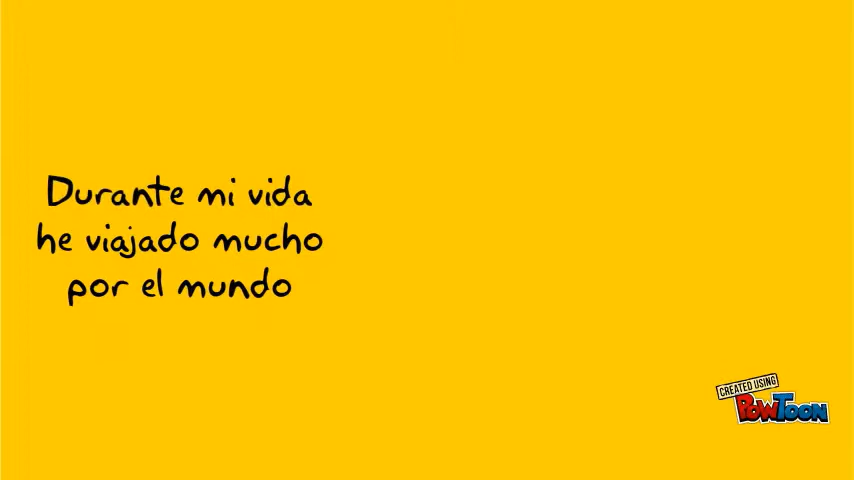 Durante mi vida
he viajado mucho
por el mundo
CREATED USING
POWTOON